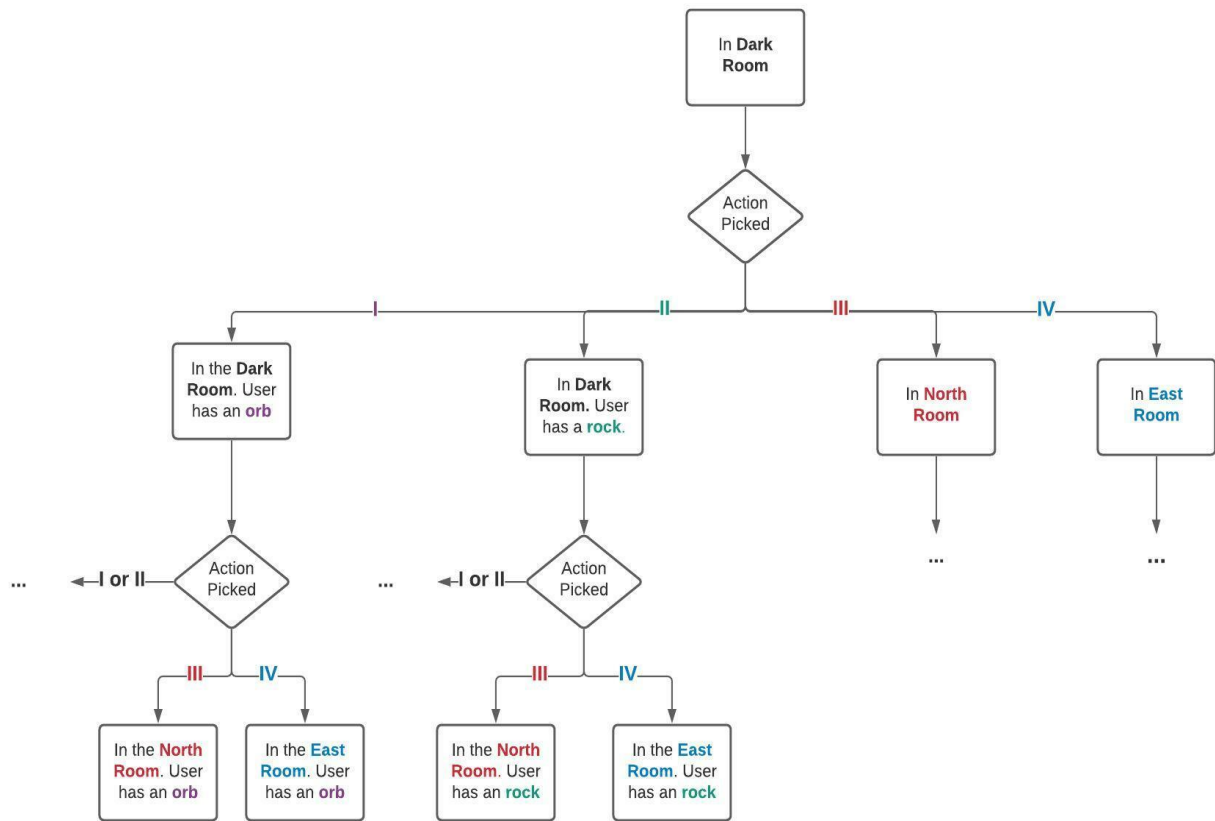 In Dark
Room
Action
Picked
I
II
III
IV
In the Dark
Room. User
has an orb
In Dark
Room. User
has a rock.
In North
Room
In East
Room
...
...
... I or II
Action
Picked
... I or II
Action
Picked
III
IV
III
IV
In the North
Room. User
has an orb
In the East
Room. User
has an orb
In the North
Room. User
has an rock
In the East
Room. User
has an rock